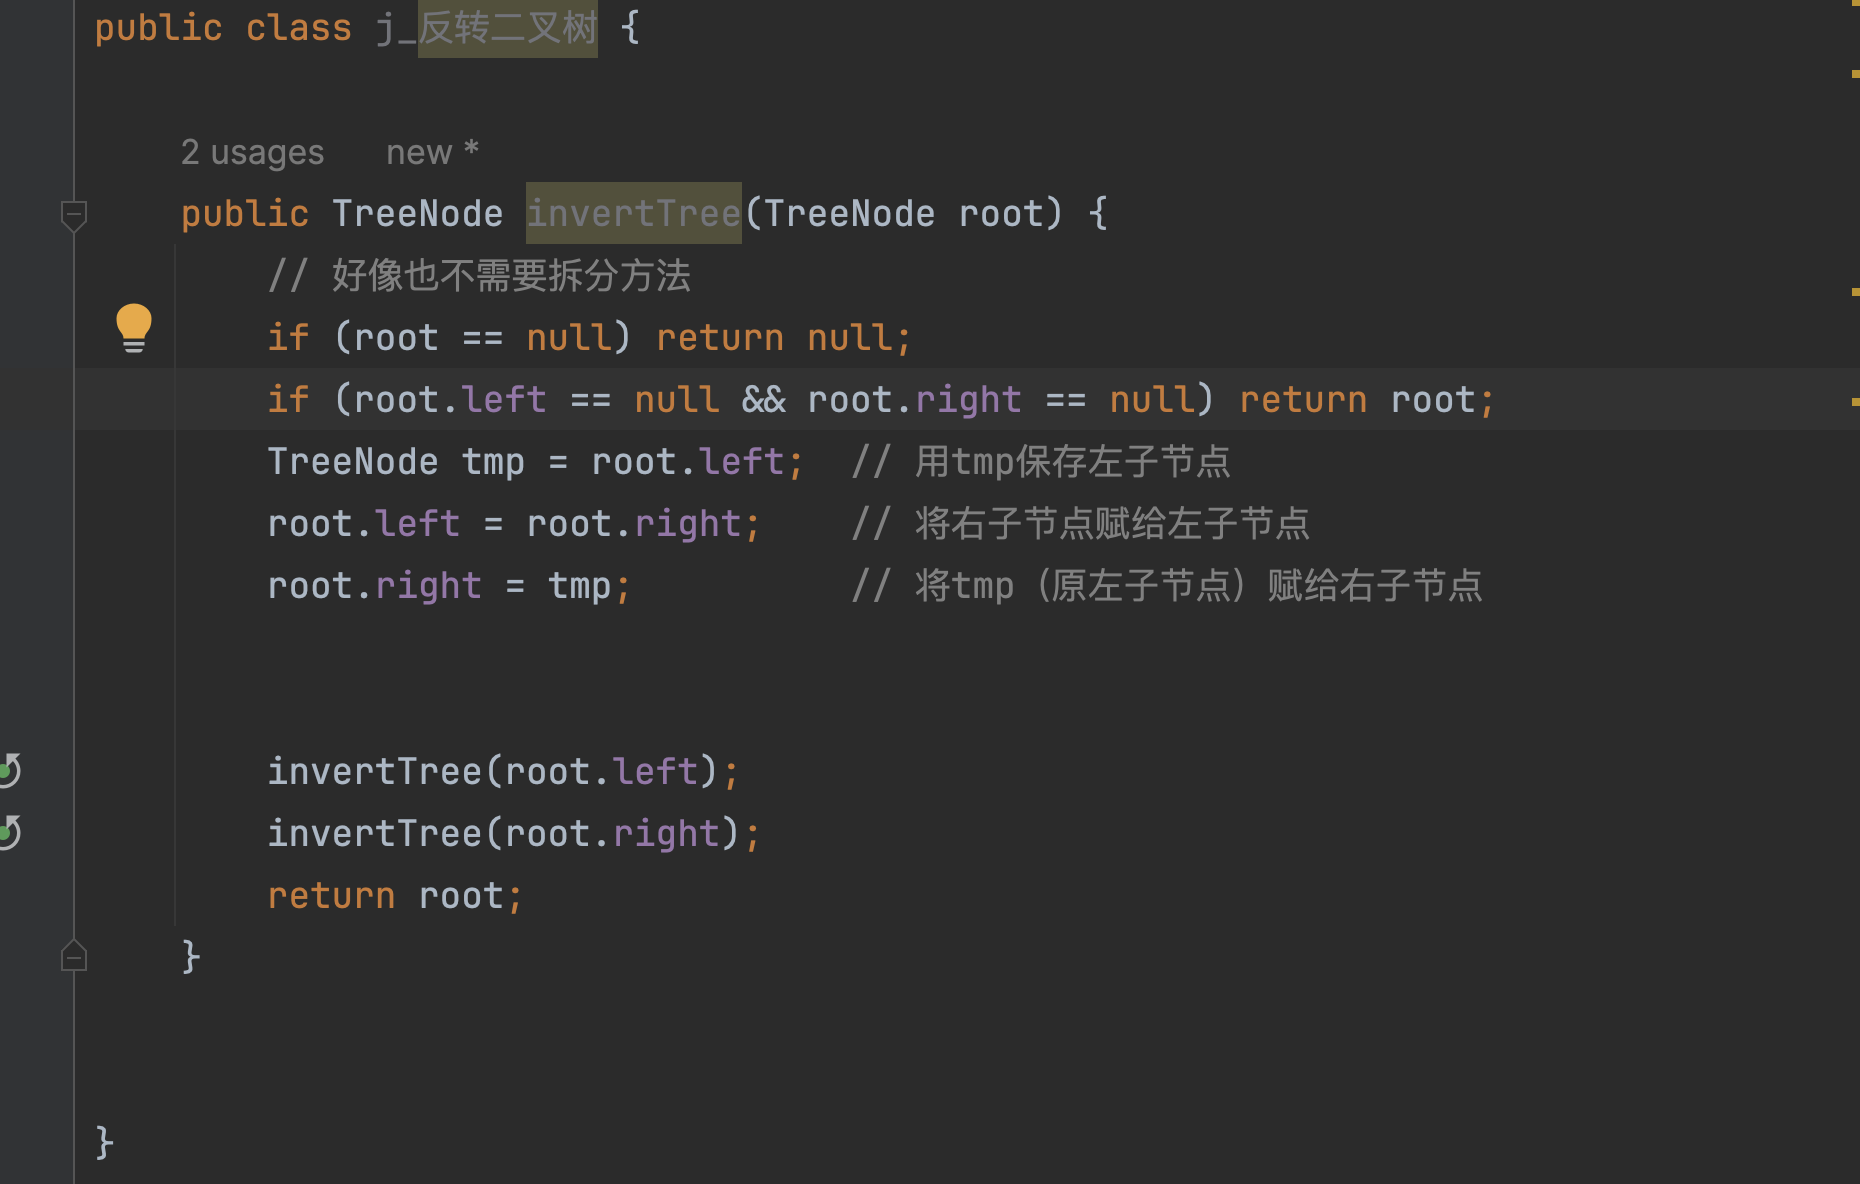 public class j_反转二叉树 {
2 usages new *
public TreeNode invertTree(TreeNode root) {
// 好像也不需要拆分方法
if (root == null) return null;
if (root.left == null && root.right == null) return root;
TreeNode tmp = root.left; // 用tmp保存左子节点
root.left = root.right; // 将右子节点赋给左子节点
root.right = tmp; // 将tmp（原左子节点）赋给右子节点
invertTree(root.left);
invertTree(root.right);
return root;
}
}